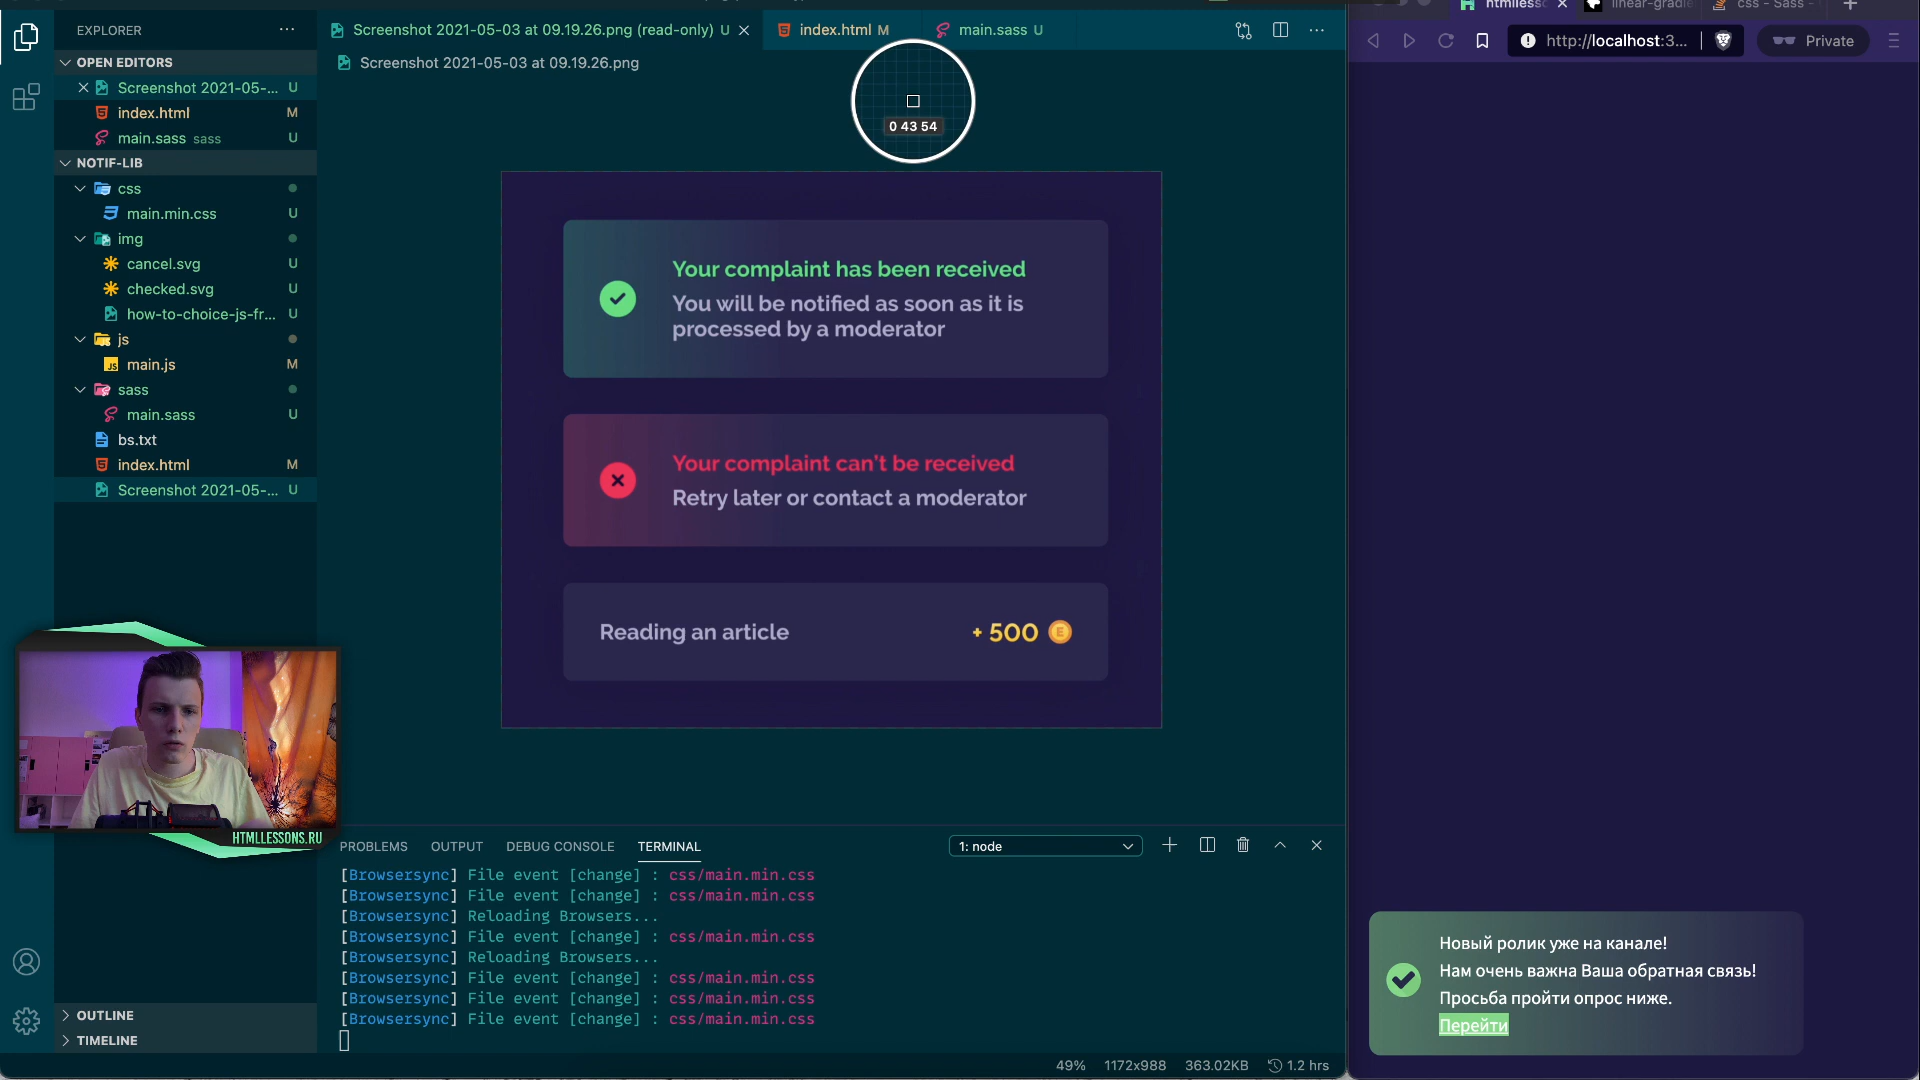 EXPLORER
OPEN EDITORS
Screenshot 2021-05-... U
index.html M
main.sass sass U
NOTIF-LIB
css
main.min.css U
img
cancel.svg U
checked.svg U
how-to-choice-js-fr... U
js
main.js M
sass
main.sass U
bs.txt
index.html M
Screenshot 2021-05-... U
HTMLLESSONS.RU
OUTLINE
TIMELINE
Screenshot 2021-05-03 at 09.19.26.png (read-only) U
index.html M
main.sass U
Screenshot 2021-05-03 at 09.19.26.png
0 43 54
Your complaint has been received
You will be notified as soon as it is
processed by a moderator
Your complaint can't be received
Retry later or contact a moderator
Reading an article
+ 500 E
PROBLEMS OUTPUT DEBUG CONSOLE TERMINAL
1: node
[Browsersync] File event [change] : css/main.min.css
[Browsersync] File event [change] : css/main.min.css
[Browsersync] Reloading Browsers...
[Browsersync] File event [change] : css/main.min.css
[Browsersync] Reloading Browsers...
[Browsersync] File event [change] : css/main.min.css
[Browsersync] File event [change] : css/main.min.css
[Browsersync] File event [change] : css/main.min.css
49% 1172x988 363.02KB 1.2 hrs
htmlless
linear-gradie
css - Sass -
http://localhost:3...
Private
Новый ролик уже на канале!
Нам очень важна Ваша обратная связь!
Просьба пройти опрос ниже.
Перейти